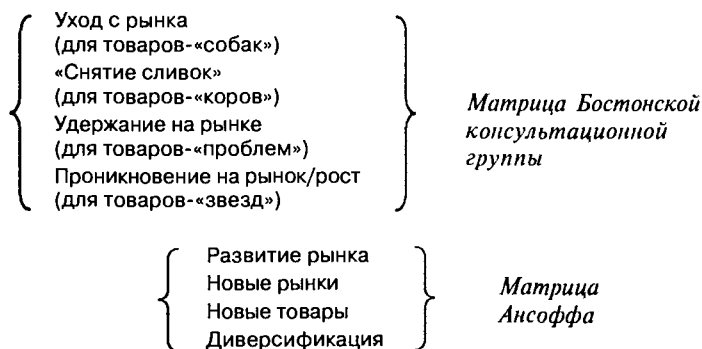 Уход с рынка
(для товаров-«собак»)
«Снятие сливок»
(для товаров-«коров»)
Удержание на рынке
(для товаров-«проблем»)
Проникновение на рынок/рост
(для товаров-«звезд»)
Матрица Бостонской
консультационной
группы
Развитие рынка
Новые рынки
Новые товары
Диверсификация
Матрица
Ансоффа